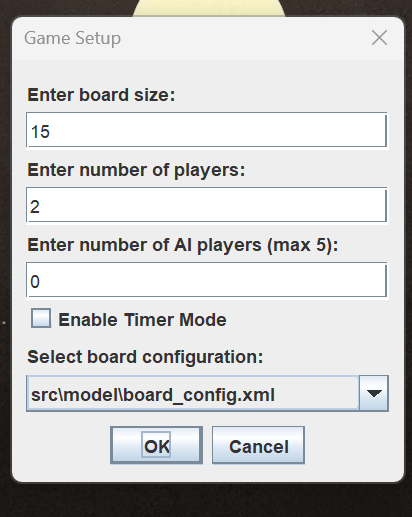 Game Setup
Enter board size:
15
Enter number of players:
2
Enter number of AI players (max 5):
0
Enable Timer Mode
Select board configuration:
src\model\board_config.xml
OK
Cancel